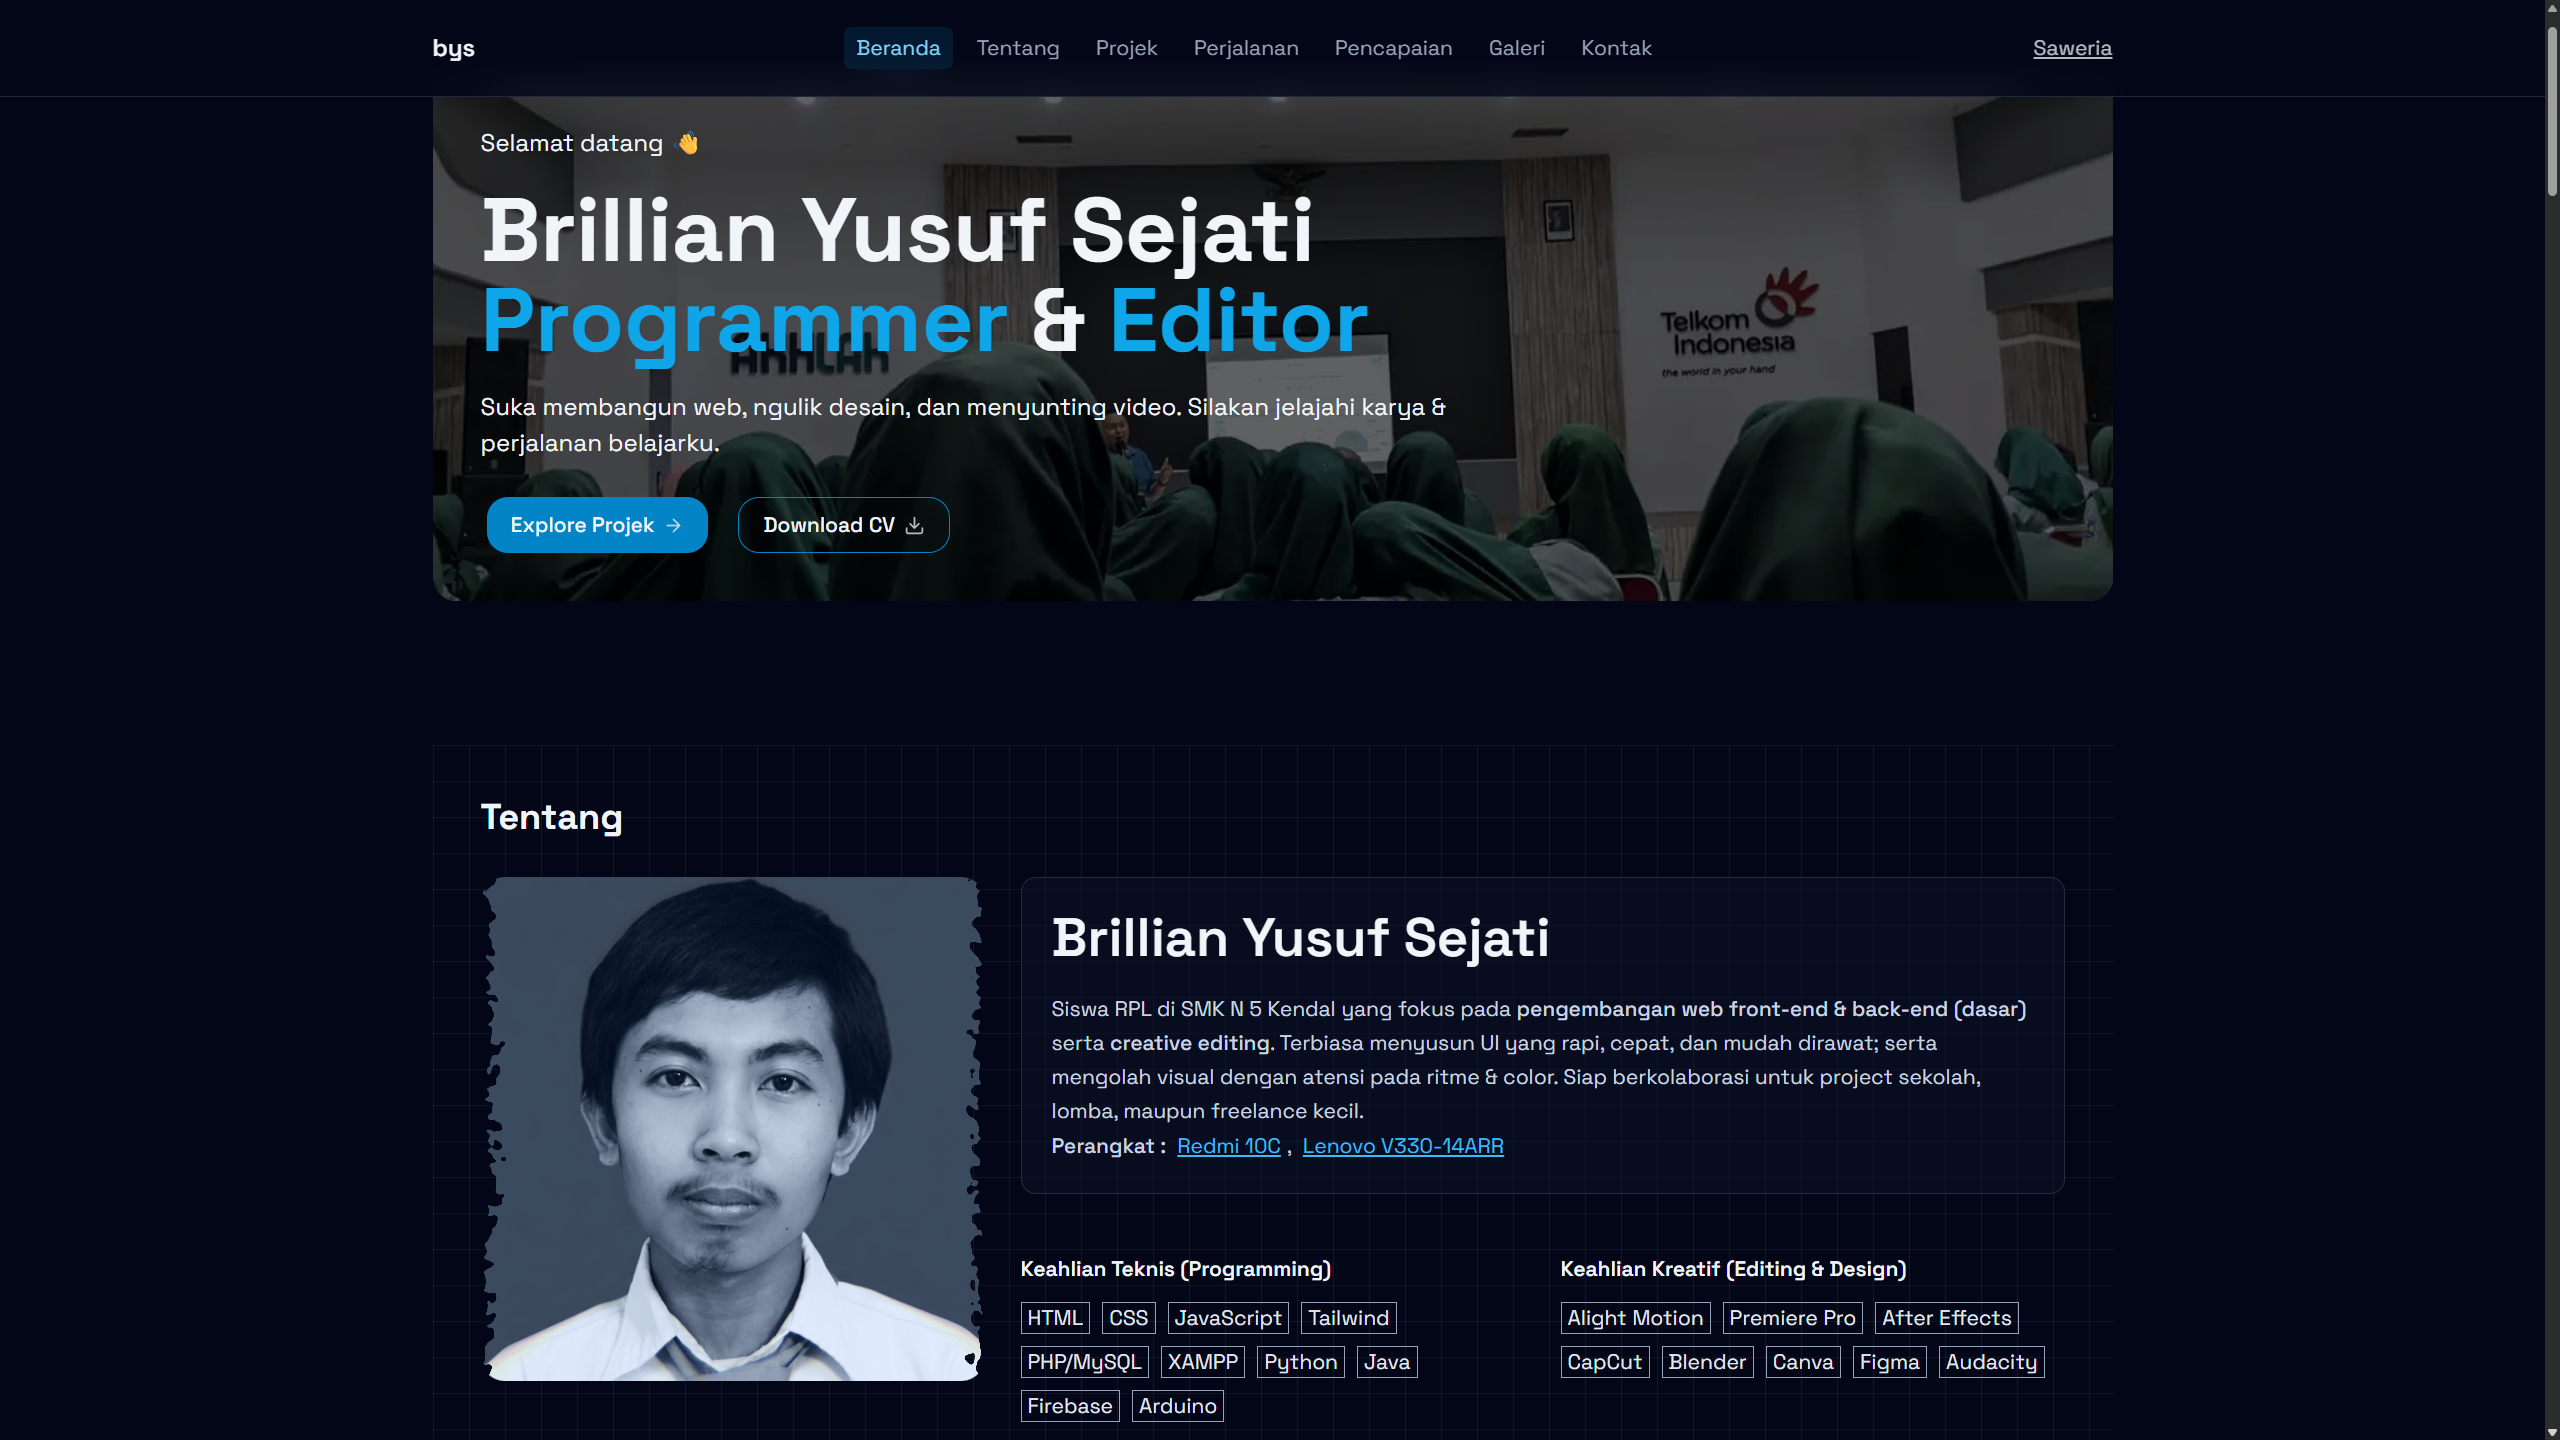 bys
Beranda Tentang Projek Perjalanan Pencapaian Galeri Kontak
Saweria
Selamat datang 👋
Brillian Yusuf Sejati
Programmer & Editor
AKHLAK
Telkom
Indonesia
the world in your hand
Suka membangun web, ngulik desain, dan menyunting video. Silakan jelajahi karya &
perjalanan belajarku.
Explore Projek →
Download CV
Tentang
Brillian Yusuf Sejati
Siswa RPL di SMK N 5 Kendal yang fokus pada pengembangan web front-end & back-end (dasar)
serta creative editing. Terbiasa menyusun UI yang rapi, cepat, dan mudah dirawat; serta
mengolah visual dengan atensi pada ritme & color. Siap berkolaborasi untuk project sekolah,
lomba, maupun freelance kecil.
Perangkat : Redmi 10C , Lenovo V330-14ARR
Keahlian Teknis (Programming)
HTML CSS JavaScript Tailwind
PHP/MySQL XAMPP Python Java
Firebase Arduino
Keahlian Kreatif (Editing & Design)
Alight Motion Premiere Pro After Effects
CapCut Blender Canva Figma Audacity